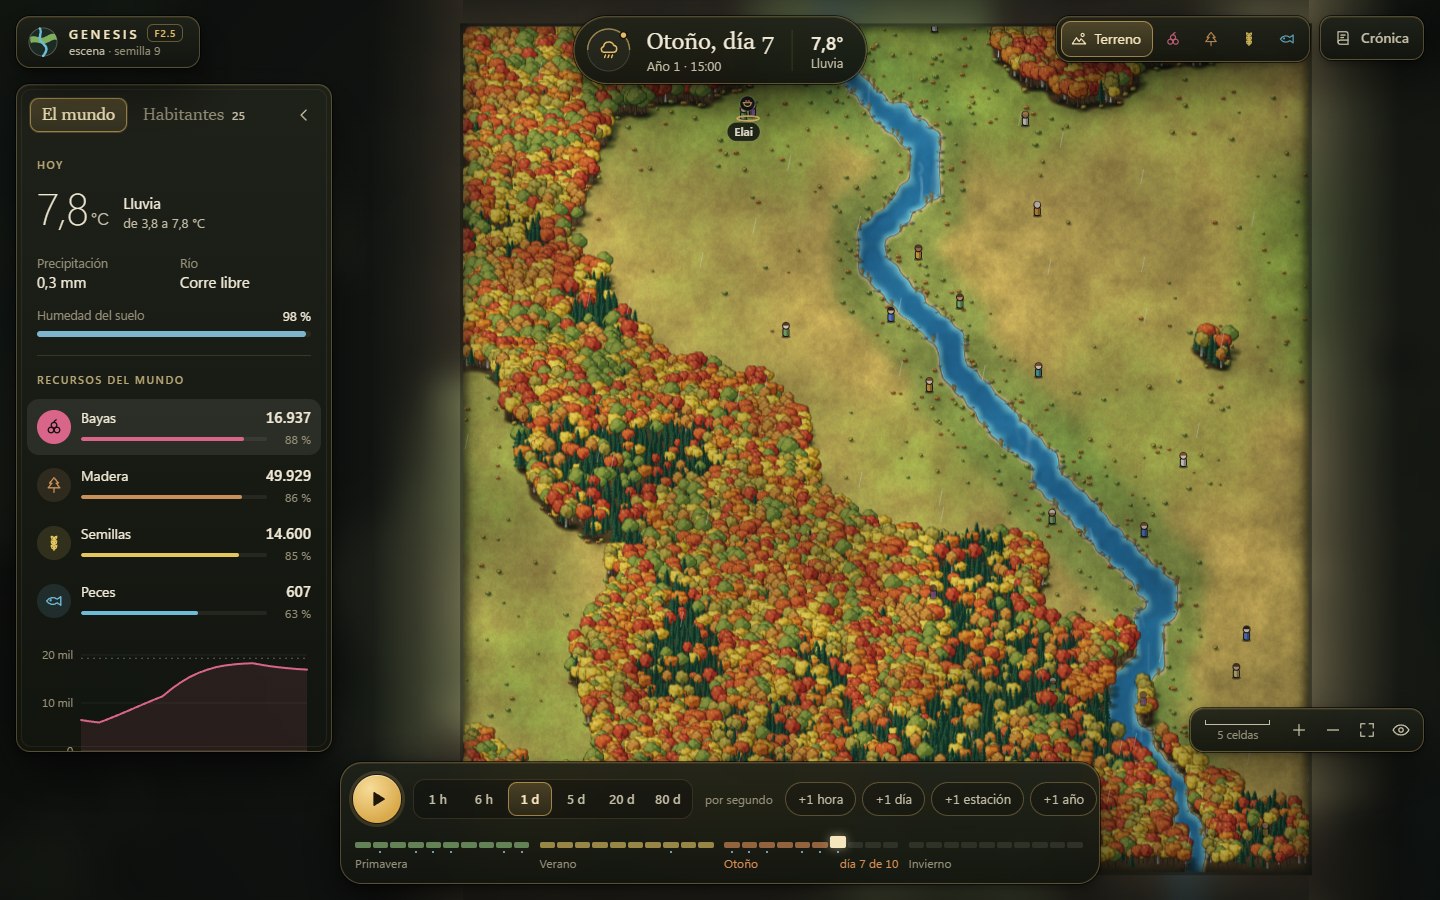 GENESIS F2.5
escena · semilla 9
Otoño, día 7
Año 1 · 15:00
7,8°
Lluvia
Terreno
Crónica
El mundo
Habitantes 25
HOY
7,8 °C
Lluvia
de 3,8 a 7,8 °C
Precipitación
0,3 mm
Río
Corre libre
Humedad del suelo 98 %
RECURSOS DEL MUNDO
Bayas 16.937
88 %
Madera 49.929
86 %
Semillas 14.600
85 %
Peces 607
63 %
20 mil
10 mil
0
Elai
5 celdas
1 h 6 h 1 d 5 d 20 d 80 d por segundo +1 hora +1 día +1 estación +1 año
Primavera Verano Otoño día 7 de 10 Invierno